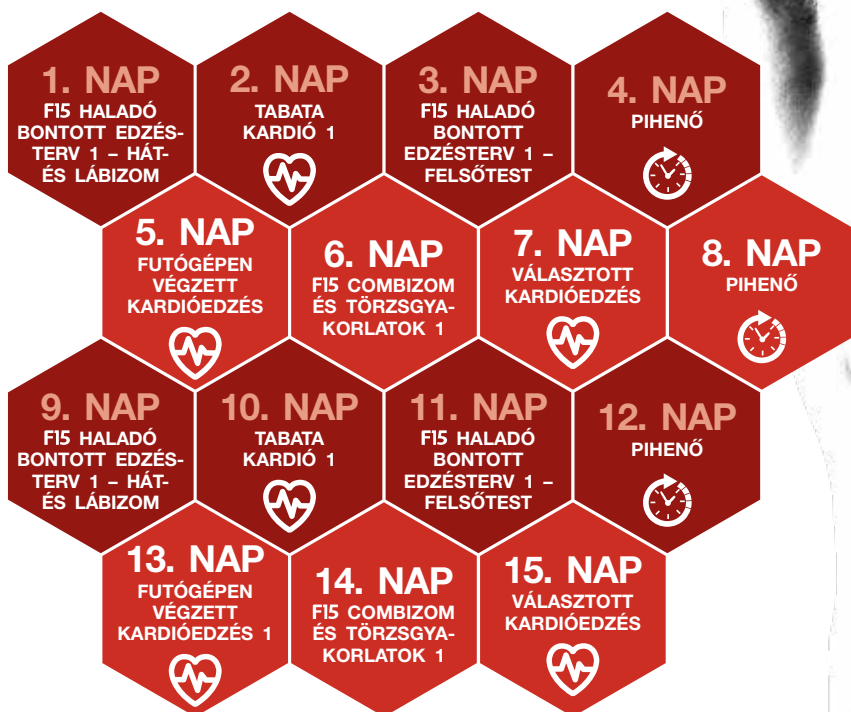 1. NAP
F15 HALADÓ
BONTOTT EDZÉS-
TERV 1 – HÁT-
ÉS LÁBIZOM
2. NAP
TABATA
KARDIÓ 1
3. NAP
F15 HALADÓ
BONTOTT
EDZÉSTERV 1 –
FELSŐTEST
4. NAP
PIHENŐ
5. NAP
FUTÓGÉPEN
VÉGZETT
KARDIÓEDZÉS
6. NAP
F15 COMBIZOM
ÉS TÖRZSGYA-
KORLATOK 1
7. NAP
VÁLASZTOTT
KARDIÓEDZÉS
8. NAP
PIHENŐ
9. NAP
F15 HALADÓ
BONTOTT EDZÉS-
TERV 1 – HÁT-
ÉS LÁBIZOM
10. NAP
TABATA
KARDIÓ 1
11. NAP
F15 HALADÓ
BONTOTT
EDZÉSTERV 1 –
FELSŐTEST
12. NAP
PIHENŐ
13. NAP
FUTÓGÉPEN
VÉGZETT
KARDIÓEDZÉS 1
14. NAP
F15 COMBIZOM
ÉS TÖRZSGYA-
KORLATOK 1
15. NAP
VÁLASZTOTT
KARDIÓEDZÉS